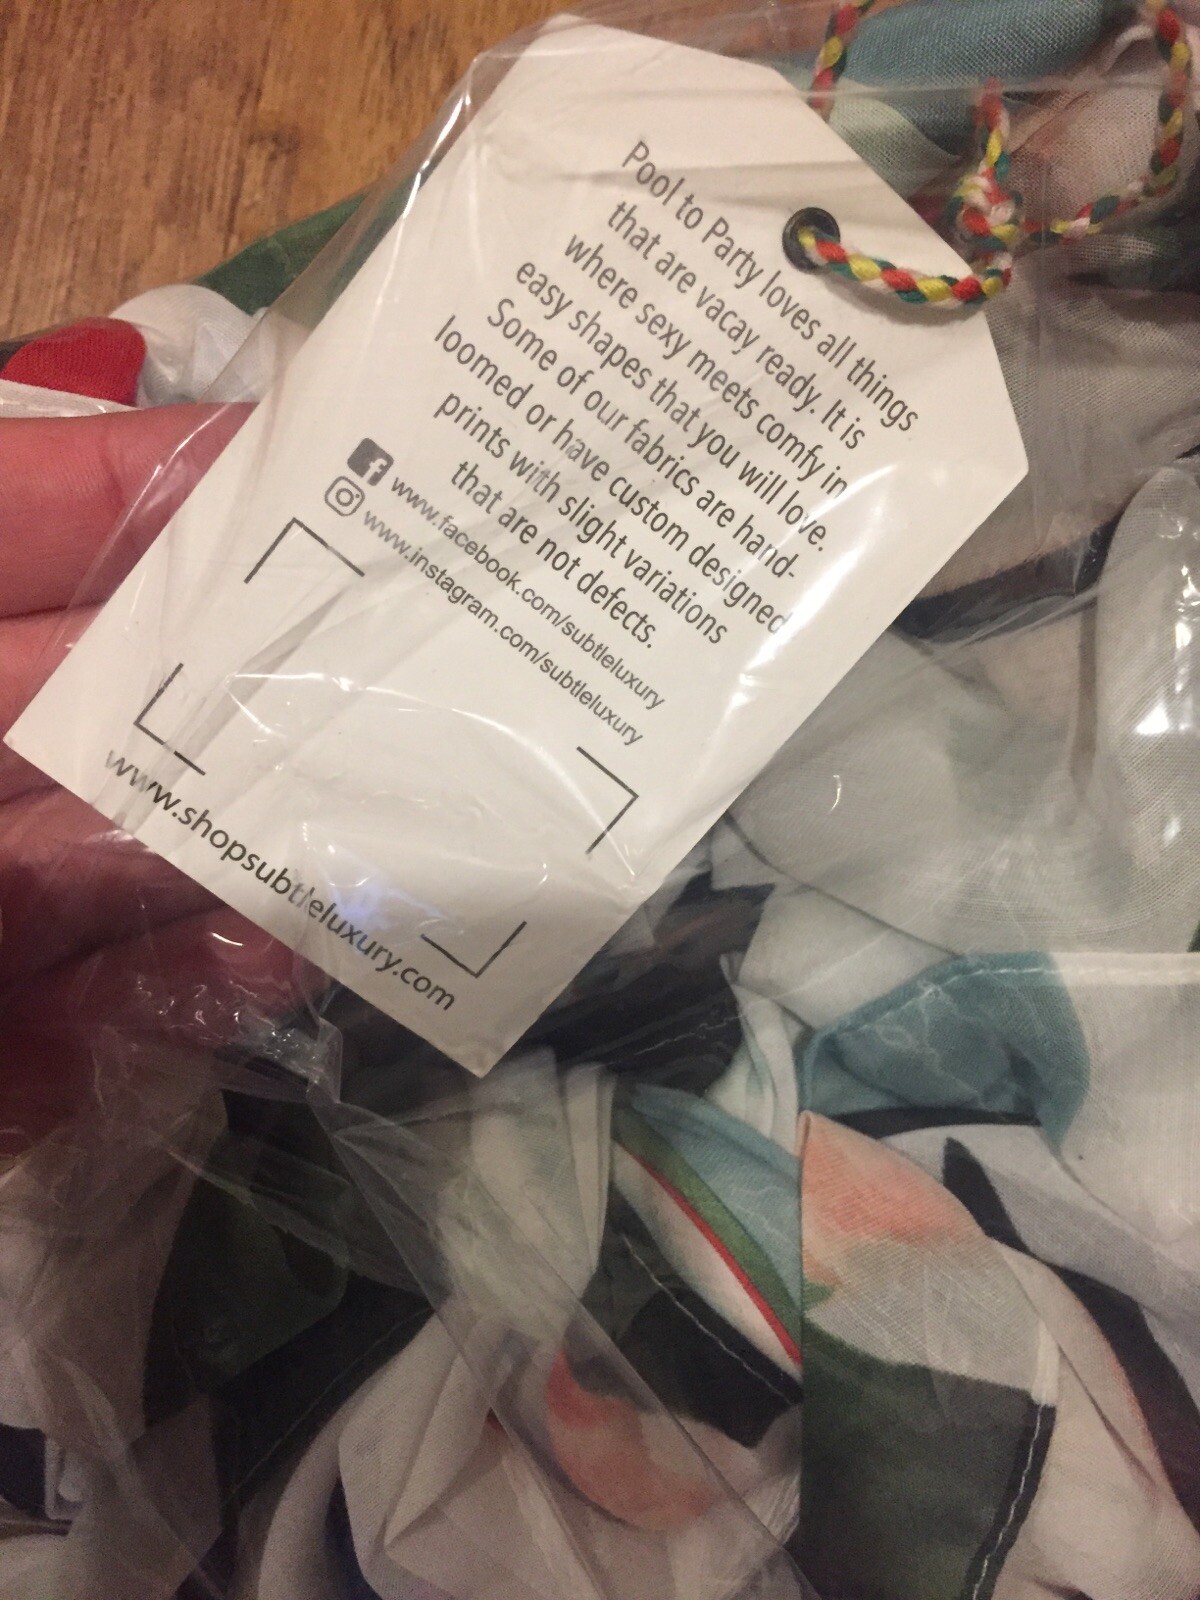 Pool to Party loves all things
that are vacay ready. It is
where sexy meets comfy in
easy shapes that you will love.
Some of our fabrics are hand-
loomed or have custom designed
prints with slight variations
that are not defects.
www.facebook.com/subtleluxury
www.instagram.com/subtleluxury
www.shopsubtleluxury.com